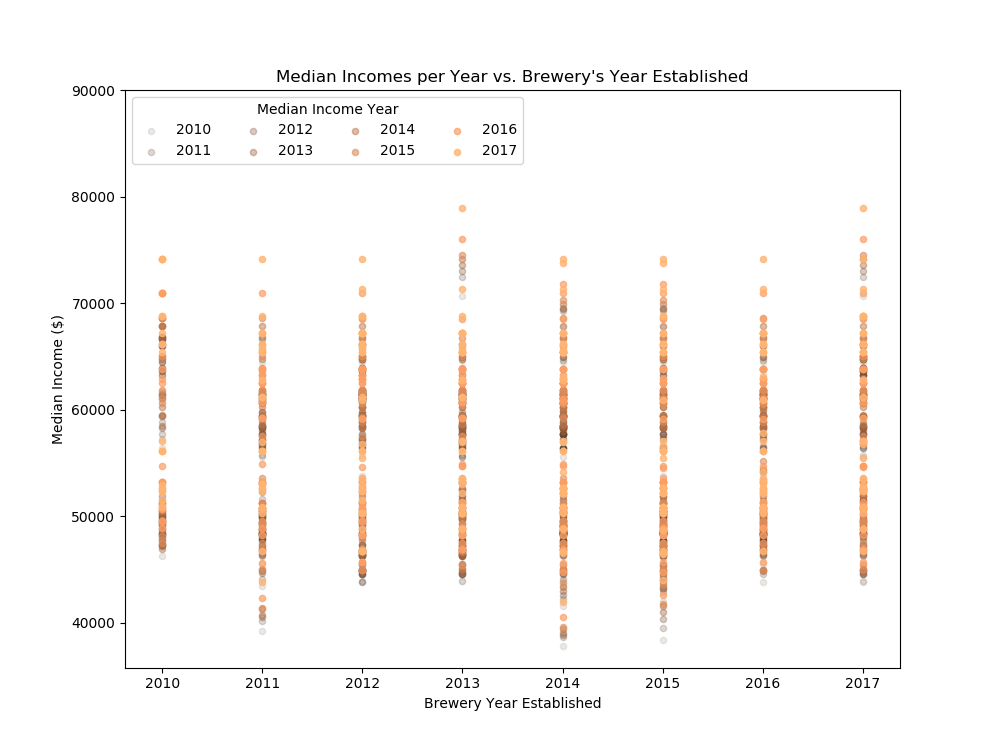 Median Incomes per Year vs. Brewery's Year Established
90000
80000
70000
60000
50000
40000
Median Income ($)
Median Income Year
2010 2012 2014 2016
2011 2013 2015 2017
2010 2011 2012 2013 2014 2015 2016 2017
Brewery Year Established